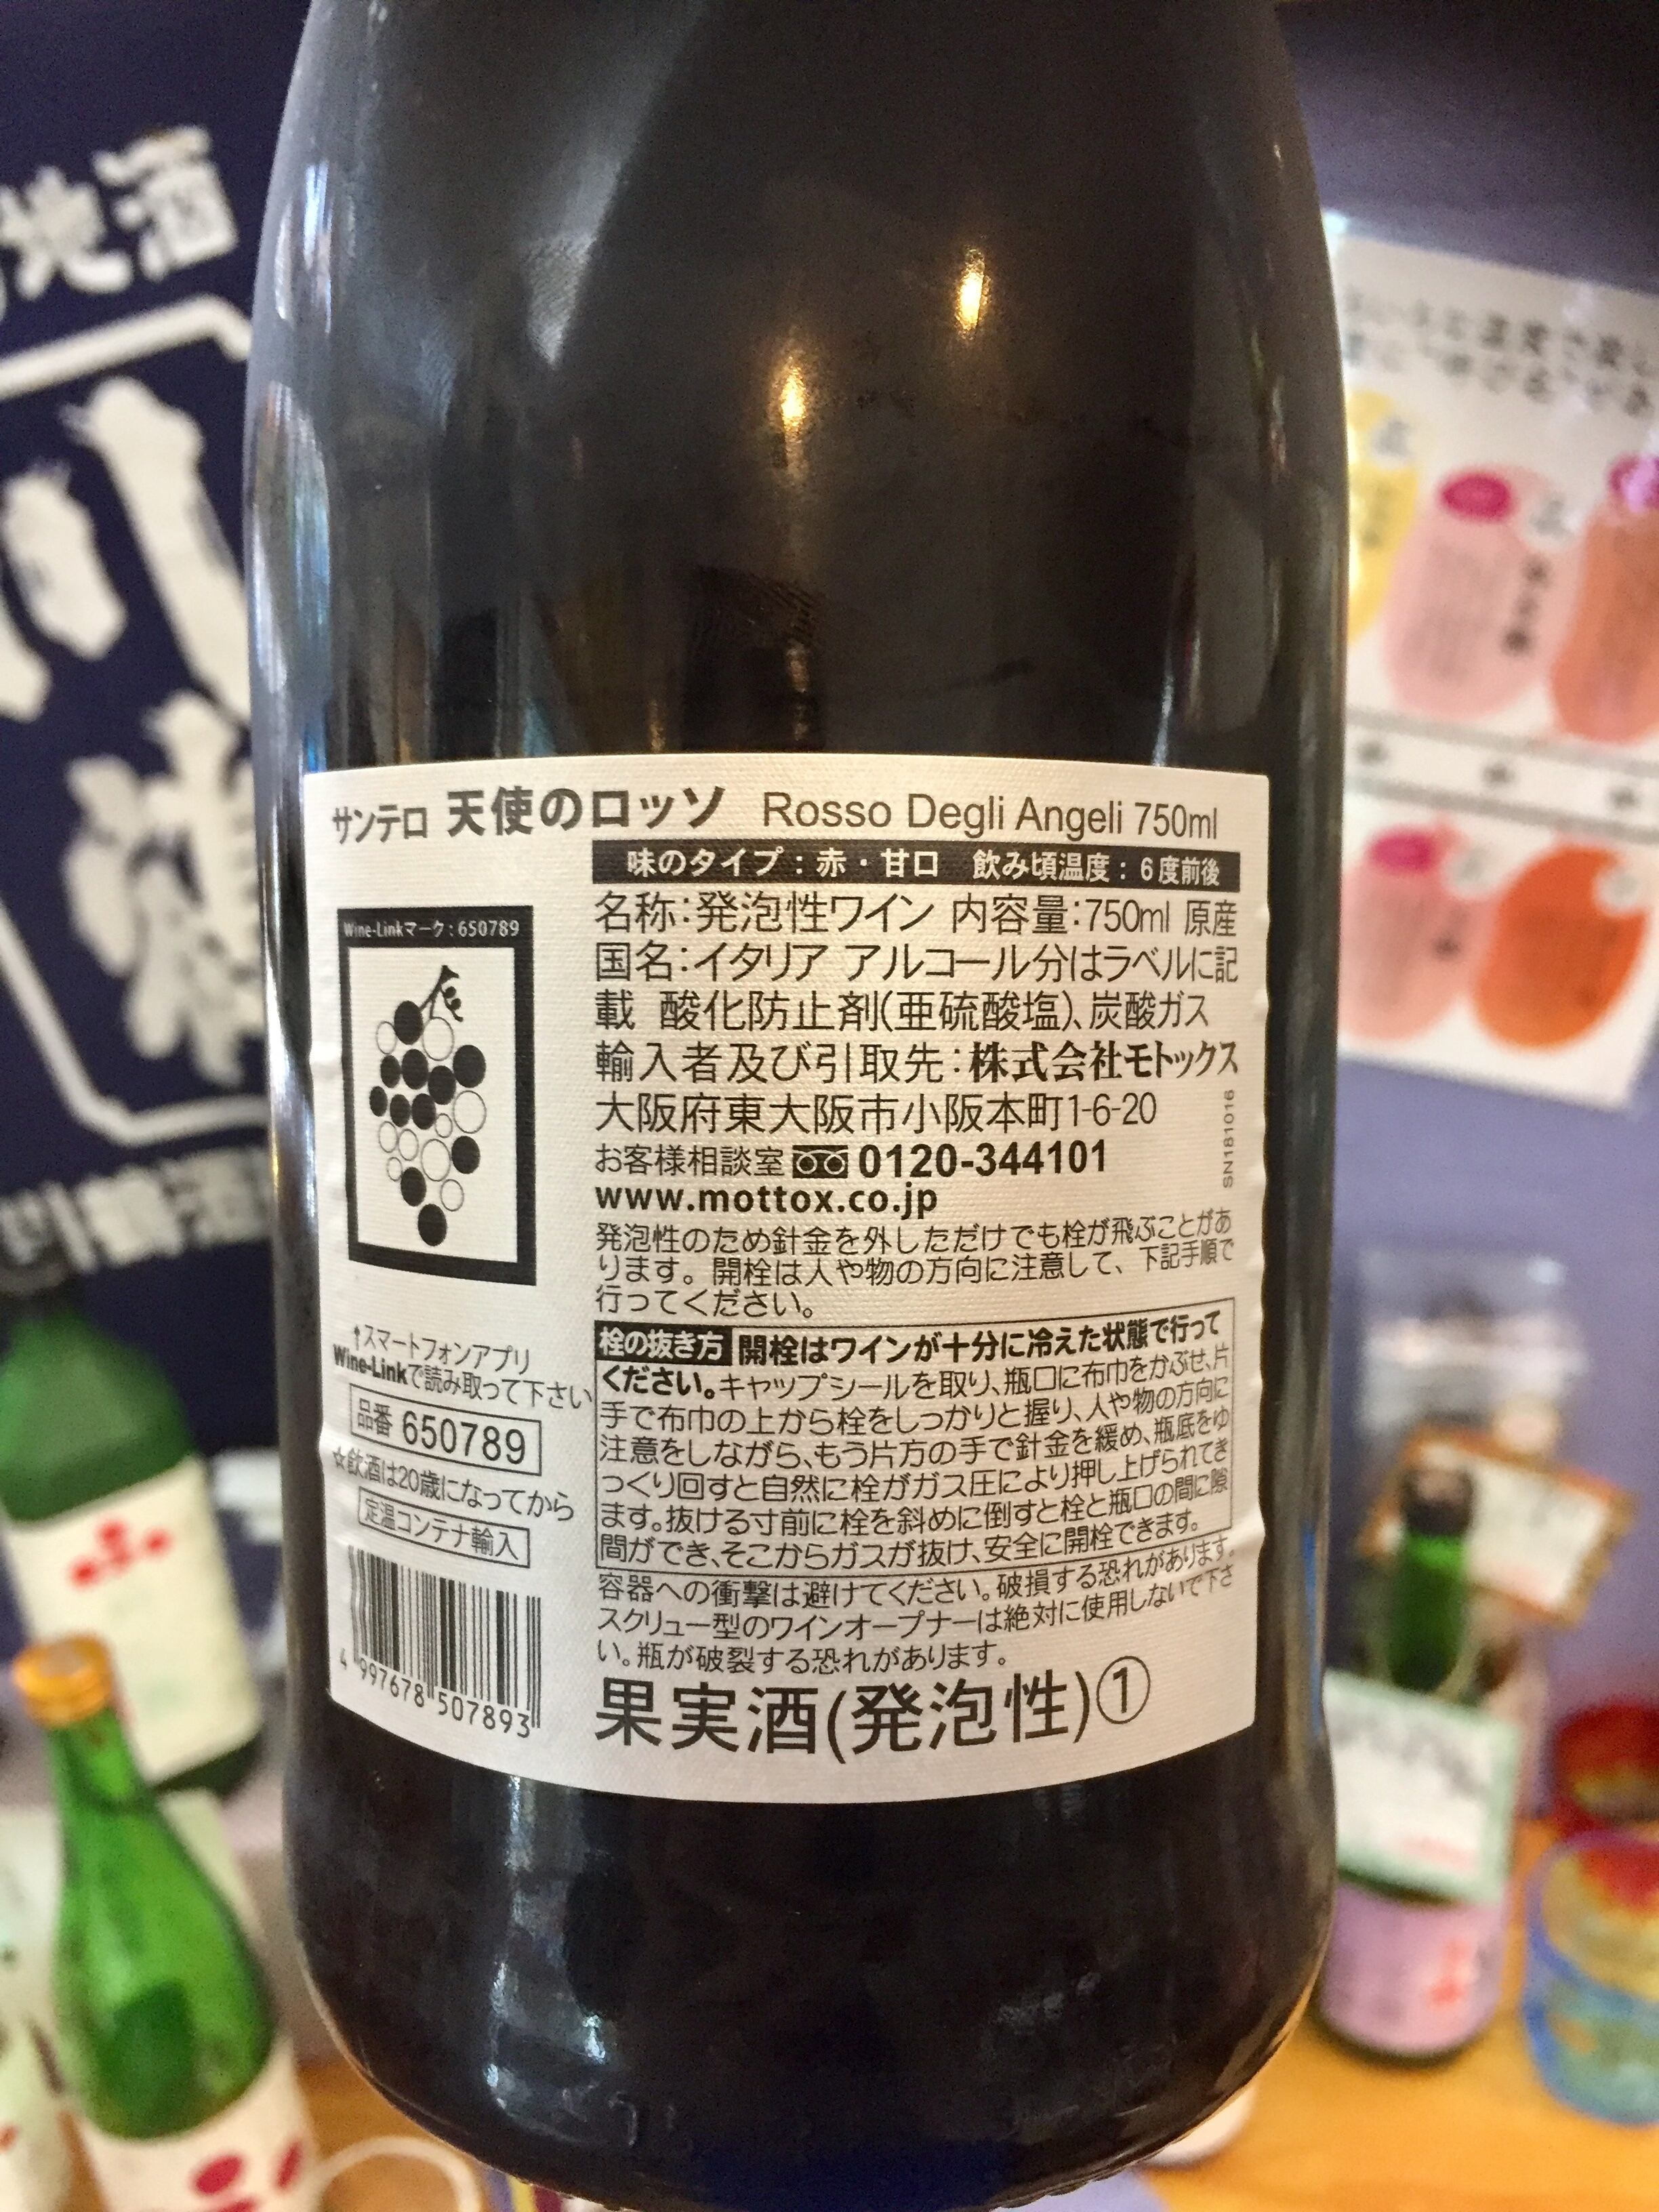 サンテロ 天使のロッソ Rosso Degli Angeli 750ml
味のタイプ：赤・甘口 飲み頃温度：6度前後
名称：発泡性ワイン 内容量：750ml 原産
国名：イタリア アルコール分はラベルに記
載 酸化防止剤(亜硫酸塩)、炭酸ガス
輸入者及び引取先：株式会社モトックス
大阪府東大阪市小阪本町1-6-20
お客様相談室 0120-344101
www.mottox.co.jp
SN181016
発泡性のため針金を外しただけでも栓が飛ぶことがあ
ります。開栓は人や物の方向に注意して、下記手順で
行ってください。
栓の抜き方 開栓はワインが十分に冷えた状態で行って
ください。キャップシールを取り、瓶口に布巾をかぶせ、片
手で布巾の上から栓をしっかりと握り、人や物の方向に
注意をしながら、もう片方の手で針金を緩め、瓶底をゆ
っくり回すと自然に栓がガス圧により押し上げられてき
ます。抜ける寸前に栓を斜めに倒すと栓と瓶口の間に隙
間ができ、そこからガスが抜け、安全に開栓できます。
容器への衝撃は避けてください。破損する恐れがあります。
スクリュー型のワインオープナーは絶対に使用しないで下さ
い。瓶が破裂する恐れがあります。
果実酒(発泡性)①
Wine-Linkマーク：650789
↑スマートフォンアプリ
Wine-Linkで読み取って下さい
品番 650789
☆飲酒は20歳になってから
定温コンテナ輸入
4 997678 507893
地酒